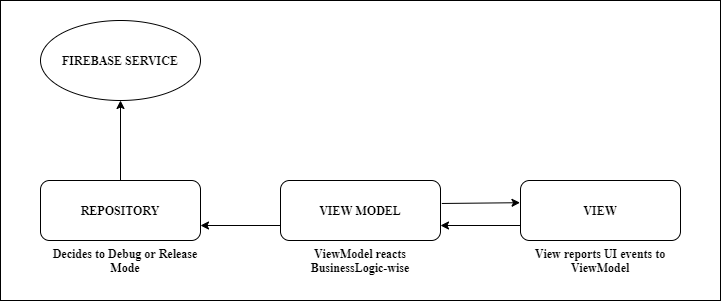 FIREBASE SERVICE
REPOSITORY
VIEW MODEL
VIEW
Decides to Debug or Release
Mode
ViewModel reacts
BusinessLogic-wise
View reports UI events to
ViewModel